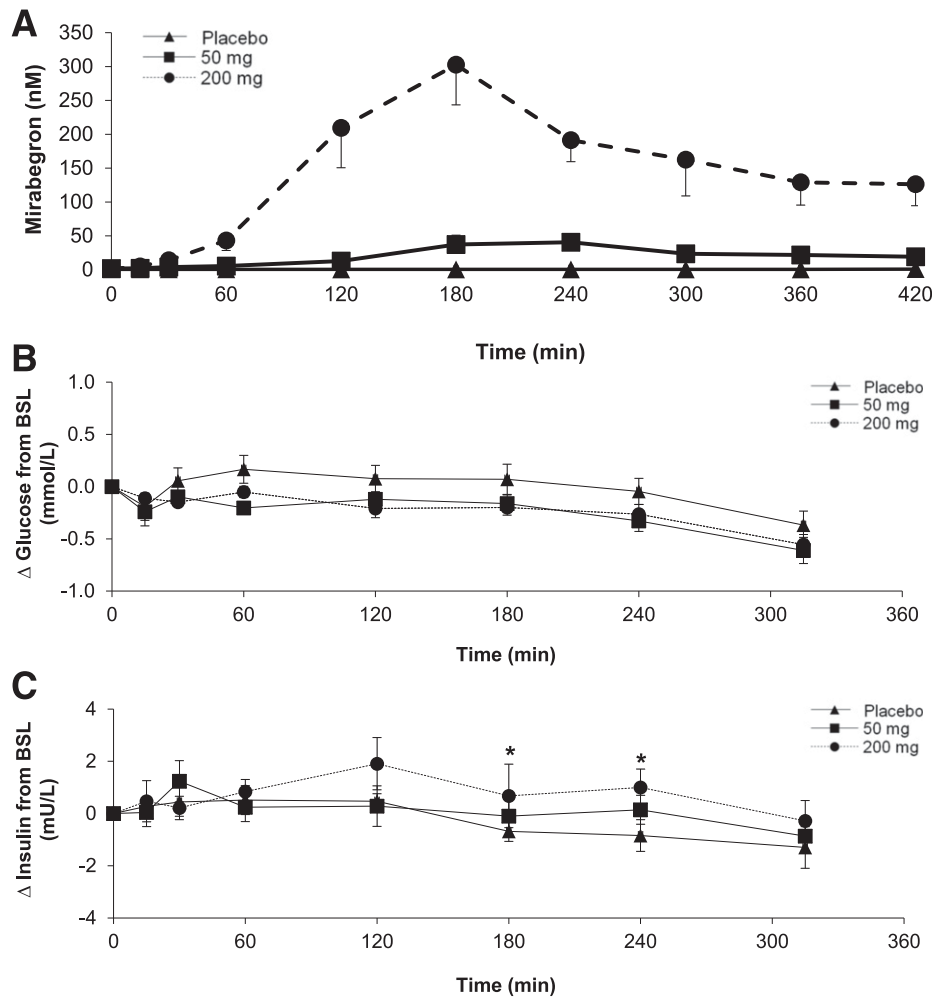 A
Mirabegron (nM)
350
300
250
200
150
100
50
0
Placebo
50 mg
200 mg
0 60 120 180 240 300 360 420
Time (min)
B
Δ Glucose from BSL
(mmol/L)
1.0
0.5
0.0
-0.5
-1.0
Placebo
50 mg
200 mg
0 60 120 180 240 300 360
Time (min)
C
Δ Insulin from BSL
(mU/L)
4
2
0
-2
-4
Placebo
50 mg
200 mg
* *
0 60 120 180 240 300 360
Time (min)